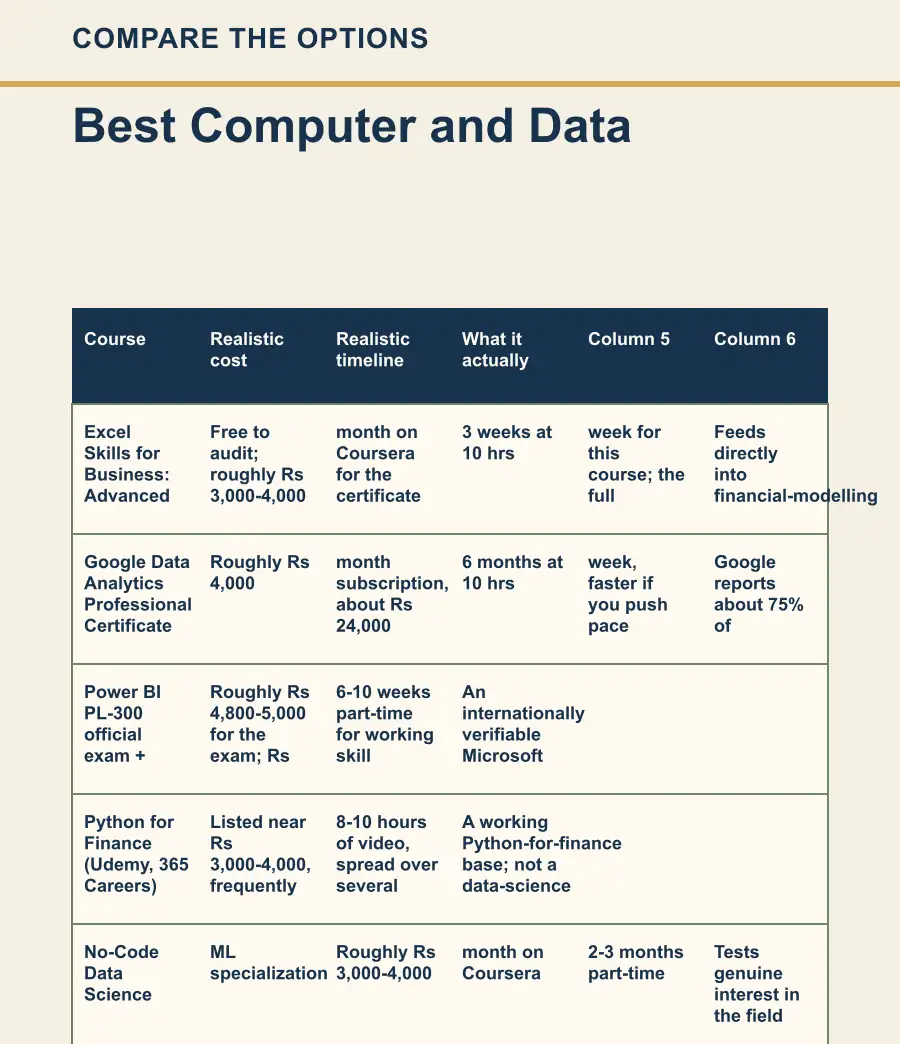 COMPARE THE OPTIONS
Best Computer and Data
Course
Realistic
cost
Realistic
timeline
What it
actually
Column 5
Column 6
Excel
Skills for
Business:
Advanced
Free to
audit;
roughly Rs
3,000-4,000
month on
Coursera
for the
certificate
3 weeks at
10 hrs
week for
this
course; the
full
Feeds
directly
into
financial-modelling
Google Data
Analytics
Professional
Certificate
Roughly Rs
4,000
month
subscription,
about Rs
24,000
6 months at
10 hrs
week,
faster if
you push
pace
Google
reports
about 75%
of
Power BI
PL-300
official
exam +
Roughly Rs
4,800-5,000
for the
exam; Rs
6-10 weeks
part-time
for working
skill
An
internationally
verifiable
Microsoft
Python for
Finance
(Udemy, 365
Careers)
Listed near
Rs
3,000-4,000,
frequently
8-10 hours
of video,
spread over
several
A working
Python-for-finance
base; not a
data-science
No-Code
Data
Science
ML
specialization
Roughly Rs
3,000-4,000
month on
Coursera
2-3 months
part-time
Tests
genuine
interest in
the field